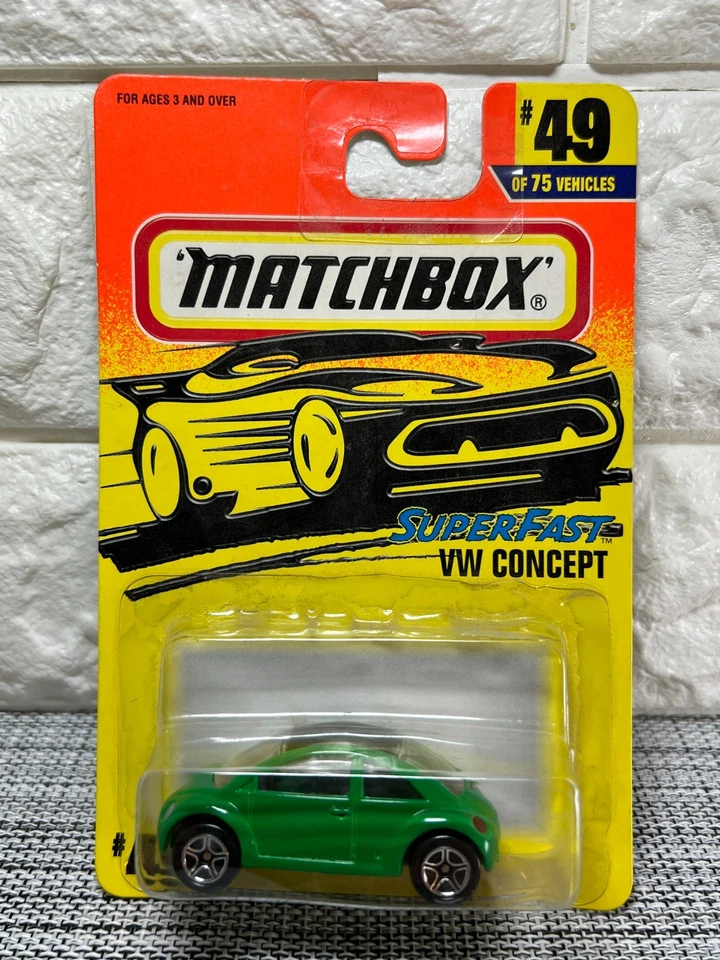 FOR AGES 3 AND OVER
#49
OF 75 VEHICLES
'MATCHBOX'®
SUPERFAST™
VW CONCEPT
#